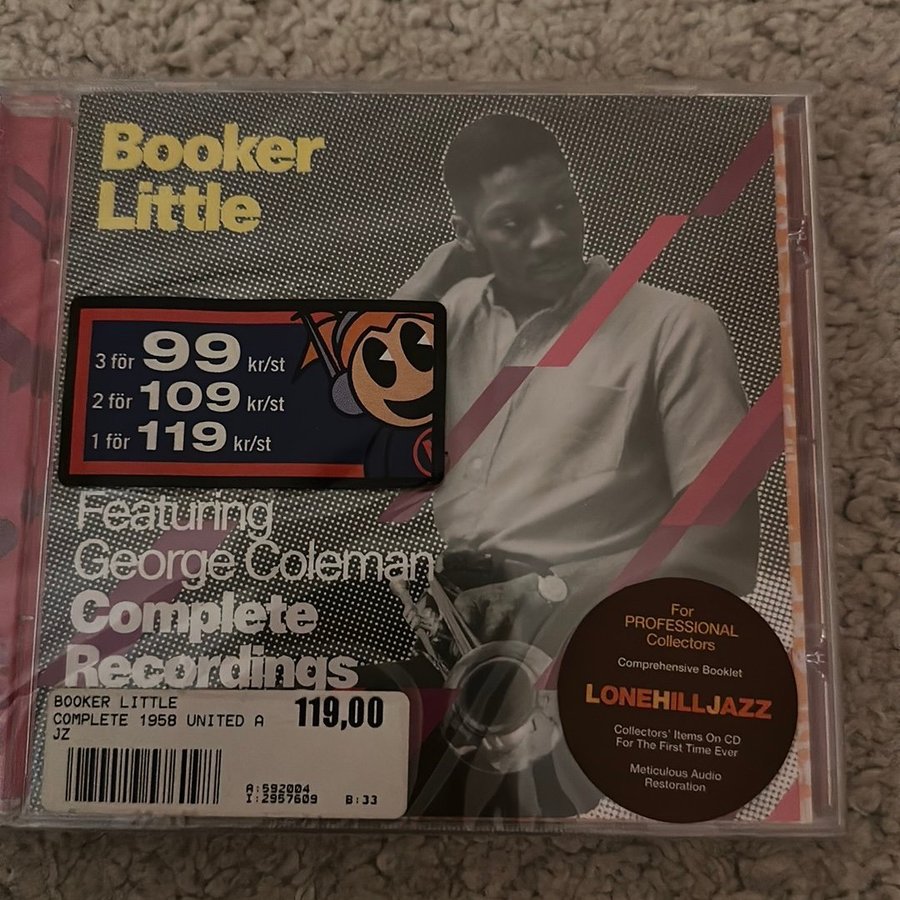 Booker
Little
3 för 99 kr/st
2 för 109 kr/st
1 för 119 kr/st
Featuring
George Coleman
Complete
Recordings
BOOKER LITTLE
COMPLETE 1958 UNITED A
JZ
119,00
A:592004
I:2957609 B:33
For
PROFESSIONAL
Collectors
Comprehensive Booklet
LONEHILLJAZZ
Collectors' Items On CD
For The First Time Ever
Meticulous Audio
Restoration